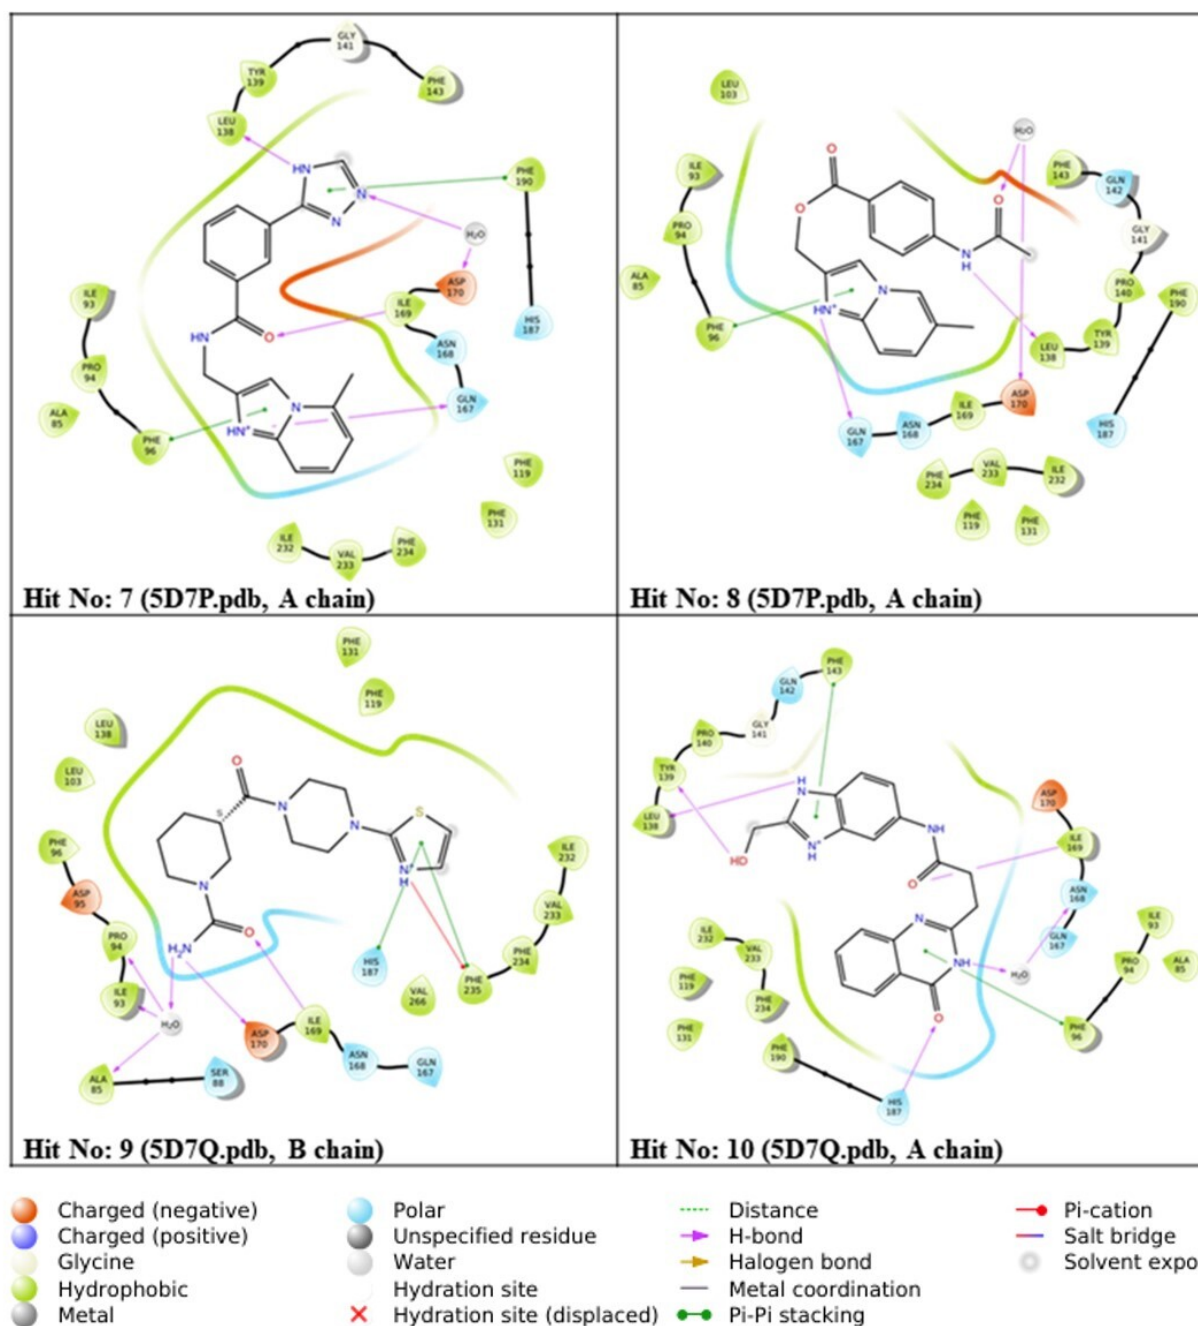 GLY
141
TYR
139
PHE
143
LEU
138
HN
N
N
PHE
190
H₂O
ASP
170
ILE
169
HIS
187
ASN
168
ILE
93
HN
O
PRO
94
ALA
85
PHE
96
N
HN⁺
GLN
167
PHE
119
PHE
131
ILE
232
VAL
233
PHE
234
Hit No: 7 (5D7P.pdb, A chain)
LEU
103
H₂O
O
ILE
93
PHE
143
GLN
142
O
O
PRO
94
GLY
141
N
H
ALA
85
N
PRO
140
PHE
190
HN⁺
PHE
96
LEU
138
TYR
139
ASP
170
ILE
169
ASN
168
GLN
167
HIS
187
PHE
234
VAL
233
ILE
232
PHE
119
PHE
131
Hit No: 8 (5D7P.pdb, A chain)
PHE
131
PHE
119
LEU
138
LEU
103
O
S
N
N
S
N⁺
H
N
PHE
96
ASP
95
PRO
94
ILE
93
H₂N
O
H₂O
ALA
85
SER
88
ASP
170
ILE
169
ASN
168
GLN
167
HIS
187
VAL
266
PHE
235
PHE
234
VAL
233
ILE
232
Hit No: 9 (5D7Q.pdb, B chain)
PHE
143
GLN
142
GLY
141
PRO
140
TYR
139
LEU
138
H
N
N⁺
H
HO
NH
O
ASP
170
ILE
169
ASN
168
GLN
167
H₂O
N
NH
O
ILE
93
PRO
94
ALA
85
PHE
96
ILE
232
VAL
233
PHE
119
PHE
234
PHE
131
PHE
190
HIS
187
Hit No: 10 (5D7Q.pdb, A chain)
Charged (negative)
Charged (positive)
Glycine
Hydrophobic
Metal
Polar
Unspecified residue
Water
Hydration site
Hydration site (displaced)
Distance
H-bond
Halogen bond
Metal coordination
Pi-Pi stacking
Pi-cation
Salt bridge
Solvent expo